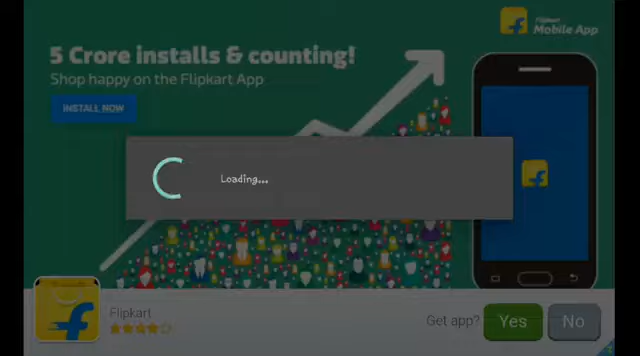 Flipkart
Mobile App
5 Crore installs & counting!
Shop happy on the Flipkart App
INSTALL NOW
Loading...
Flipkart
Get app?
Yes
No